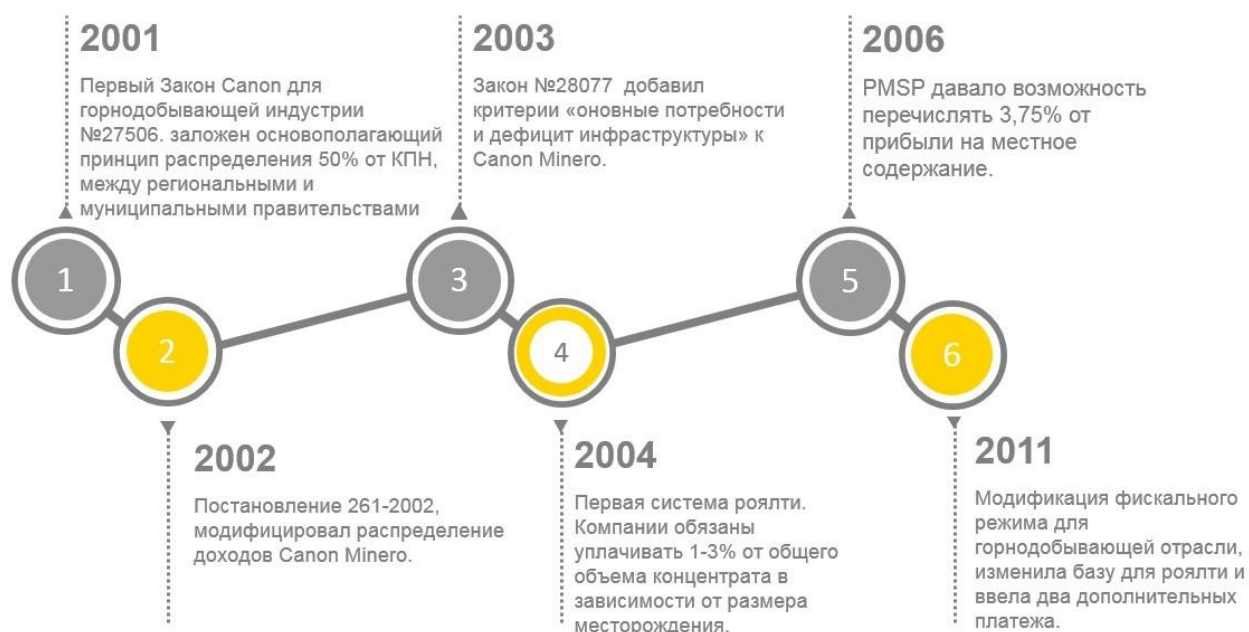 2001
Первый Закон Canon для
горнодобывающей индустрии
№27506. заложен основополагающий
принцип распределения 50% от КПН,
между региональными и
муниципальными правительствами
2003
Закон №28077 добавил
критерии «оновные потребности
и дефицит инфраструктуры» к
Canon Minero.
2006
PMSP давало возможность
перечислять 3,75% от
прибыли на местное
содержание.
1
2
3
4
5
6
2002
Постановление 261-2002,
модифицировал распределение
доходов Canon Minero.
2004
Первая система роялти.
Компании обязаны
уплачивать 1-3% от общего
объема концентрата в
зависимости от размера
месторождения.
2011
Модификация фискального
режима для
горнодобывающей отрасли,
изменила базу для роялти и
ввела два дополнительных
платежа.